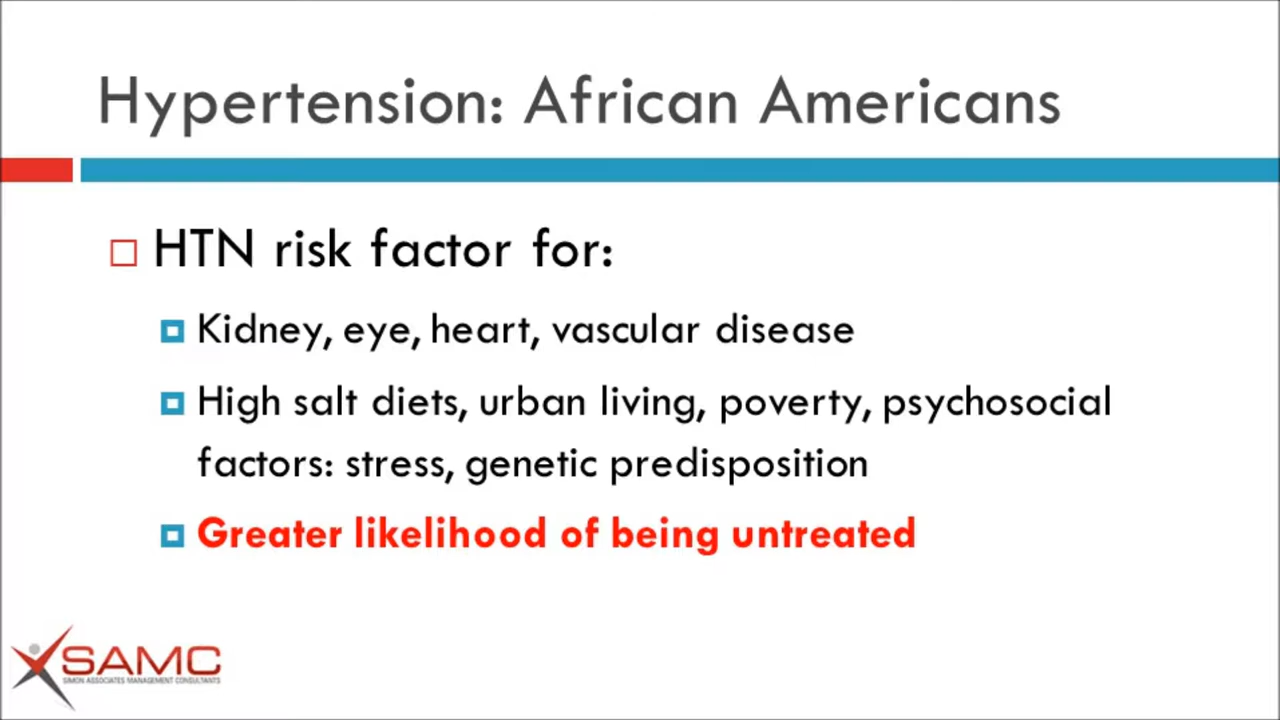 Hypertension: African Americans
HTN risk factor for:
Kidney, eye, heart, vascular disease
High salt diets, urban living, poverty, psychosocial
factors: stress, genetic predisposition
Greater likelihood of being untreated
SAMC
SIMON ASSOCIATES MANAGEMENT CONSULTANTS